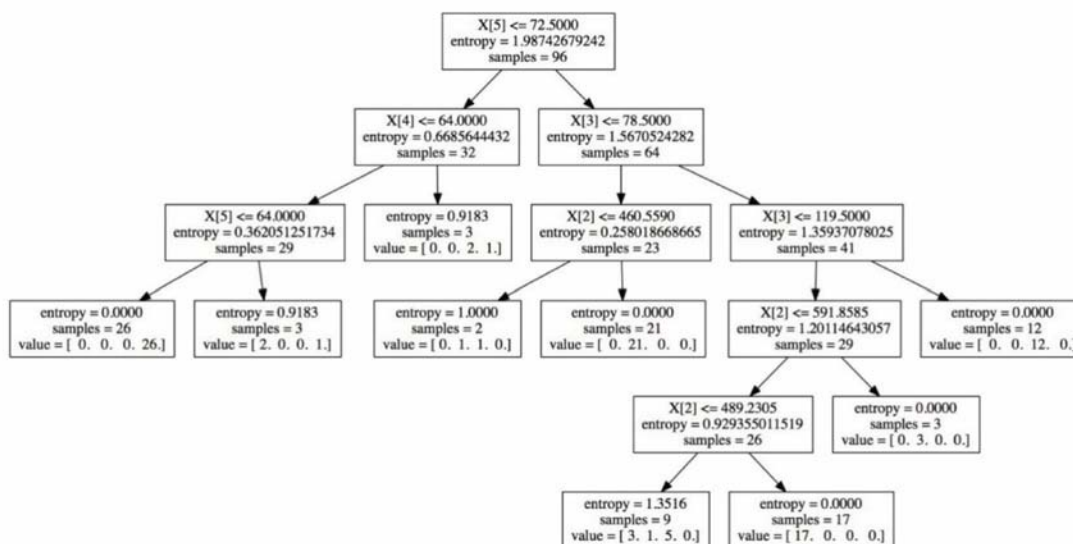 X[5] <= 72.5000
entropy = 1.98742679242
samples = 96
X[4] <= 64.0000
entropy = 0.6685644432
samples = 32
X[3] <= 78.5000
entropy = 1.5670524282
samples = 64
X[5] <= 64.0000
entropy = 0.362051251734
samples = 29
entropy = 0.9183
samples = 3
value = [ 0. 0. 2. 1.]
X[2] <= 460.5590
entropy = 0.258018668665
samples = 23
X[3] <= 119.5000
entropy = 1.35937078025
samples = 41
entropy = 0.0000
samples = 26
value = [ 0. 0. 0. 26.]
entropy = 0.9183
samples = 3
value = [ 2. 0. 0. 1.]
entropy = 1.0000
samples = 2
value = [ 0. 1. 1. 0.]
entropy = 0.0000
samples = 21
value = [ 0. 21. 0. 0.]
X[2] <= 591.8585
entropy = 1.20114643057
samples = 29
entropy = 0.0000
samples = 12
value = [ 0. 0. 12. 0.]
X[2] <= 489.2305
entropy = 0.929355011519
samples = 26
entropy = 0.0000
samples = 3
value = [ 0. 3. 0. 0.]
entropy = 1.3516
samples = 9
value = [ 3. 1. 5. 0.]
entropy = 0.0000
samples = 17
value = [ 17. 0. 0. 0.]